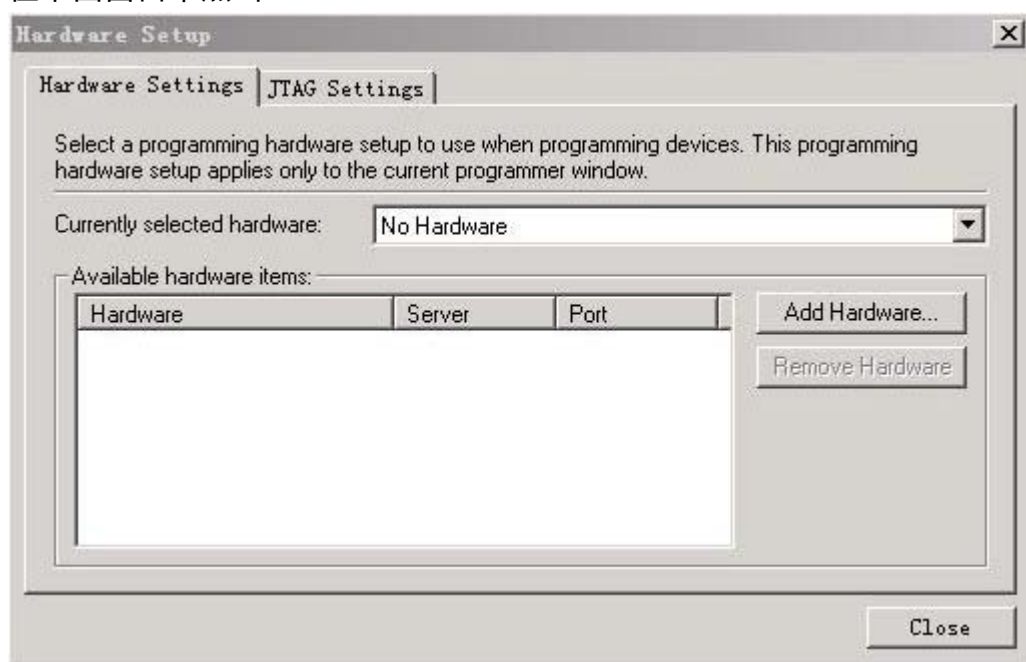 Hardware Setup
Hardware Settings
JTAG Settings
Select a programming hardware setup to use when programming devices. This programming
hardware setup applies only to the current programmer window.
Currently selected hardware:
No Hardware
Available hardware items:
Hardware
Server
Port
Add Hardware...
Remove Hardware
Close